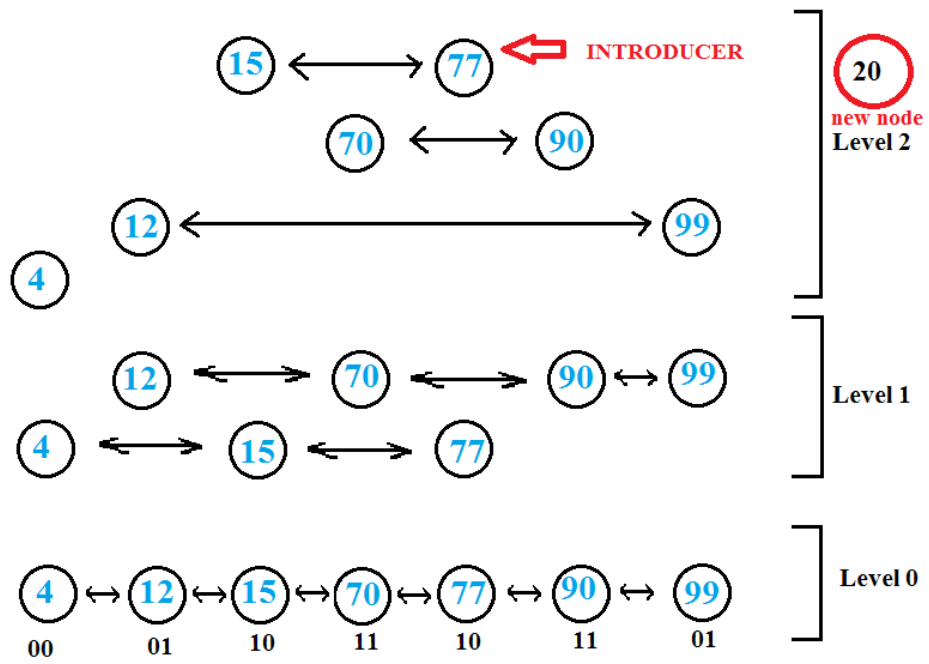 15 77 INTRODUCER 20
new node
70 90 Level 2
12 99
4
12 70 90 99
Level 1
4 15 77
4 12 15 70 77 90 99 Level 0
00 01 10 11 10 11 01